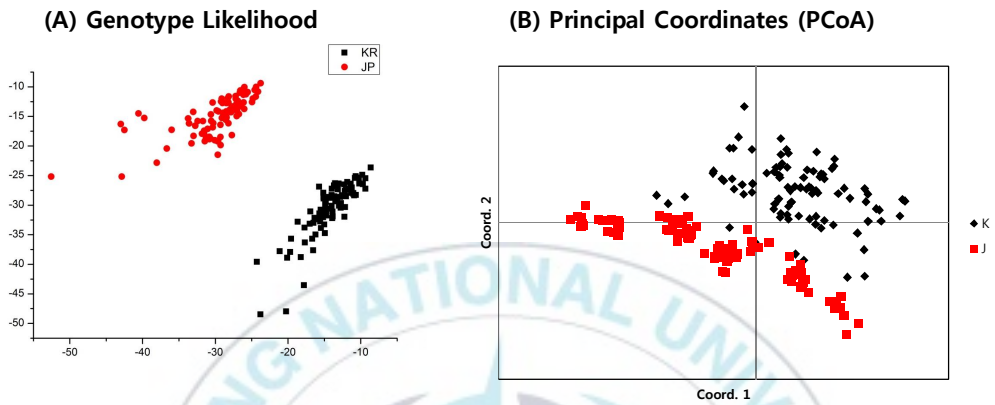 (A) Genotype Likelihood
(B) Principal Coordinates (PCoA)
KR
JP
-10
-15
-20
-25
-30
-35
-40
-45
-50
-50
-40
-30
-20
-10
Coord. 2
Coord. 1
K
J
NG NATIONAL UNI